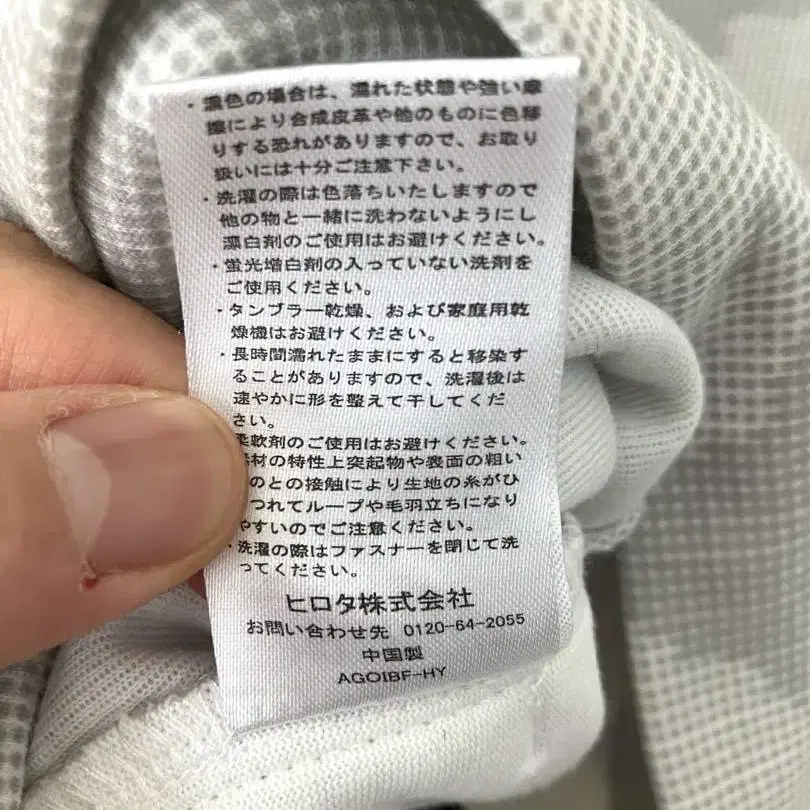 ・濃色の場合は、濡れた状態や強い摩
擦により合成皮革や他のものに色移
りする恐れがありますので、お取り
扱いには十分ご注意下さい。
・洗濯の際は色落ちいたしますので
他の物と一緒に洗わないようにし
漂白剤のご使用はお避けください。
・蛍光増白剤の入っていない洗剤を
ご使用ください。
・タンブラー乾燥、および家庭用乾
燥機はお避けください。
・長時間濡れたままにすると移染す
ることがありますので、洗濯後は
速やかに形を整えて干してくだ
さい。
柔軟剤のご使用はお避けください。
素材の特性上突起物や表面の粗い
のとの接触により生地の糸がひ
つれてループや毛羽立ちになり
やすいのでご注意ください。
・洗濯の際はファスナーを閉じて洗
ってください。
ヒロタ株式会社
お問い合わせ先 0120-64-2055
中国製
AGOIBF-HY